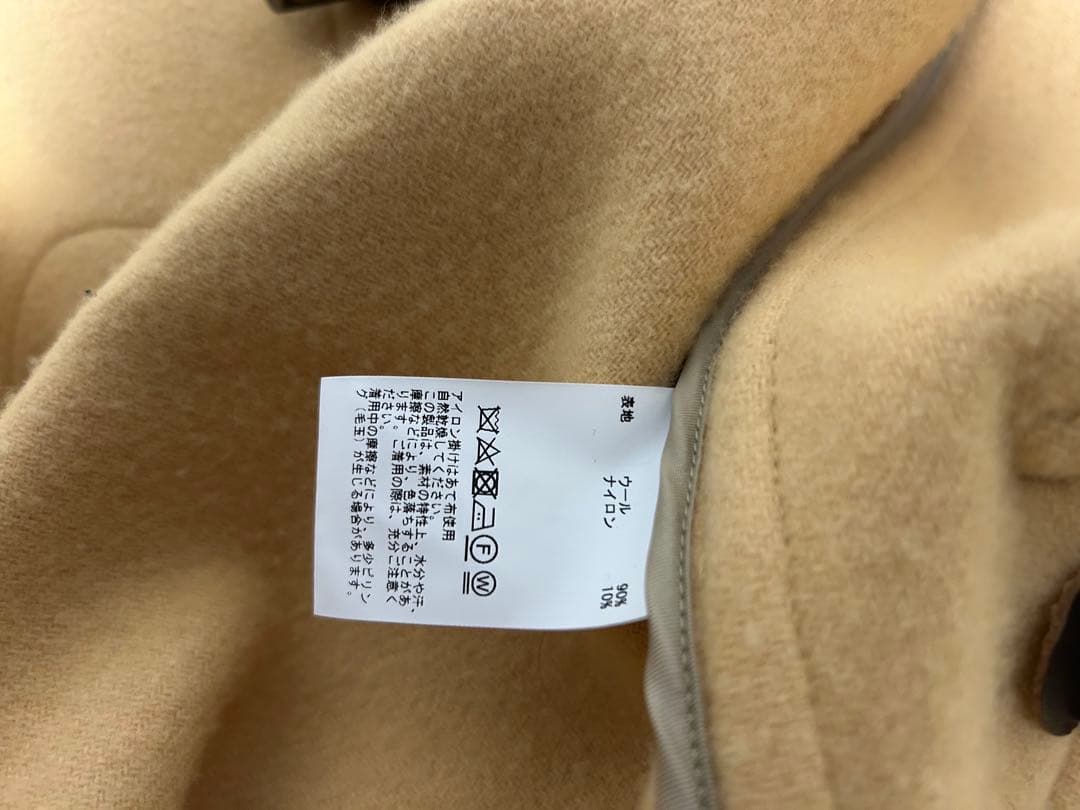 表地 ウール 90%
ナイロン 10%
F W
アイロン掛けはあて布使用
自然乾燥してください。
この製品は、素材の特性上、水分や汗、
摩擦などにより、色落ちすることがあ
ります。ご着用の際は、充分ご注意く
ださい。
着用中の摩擦などにより、多少ピリン
グ(毛玉)が生じる場合があります。